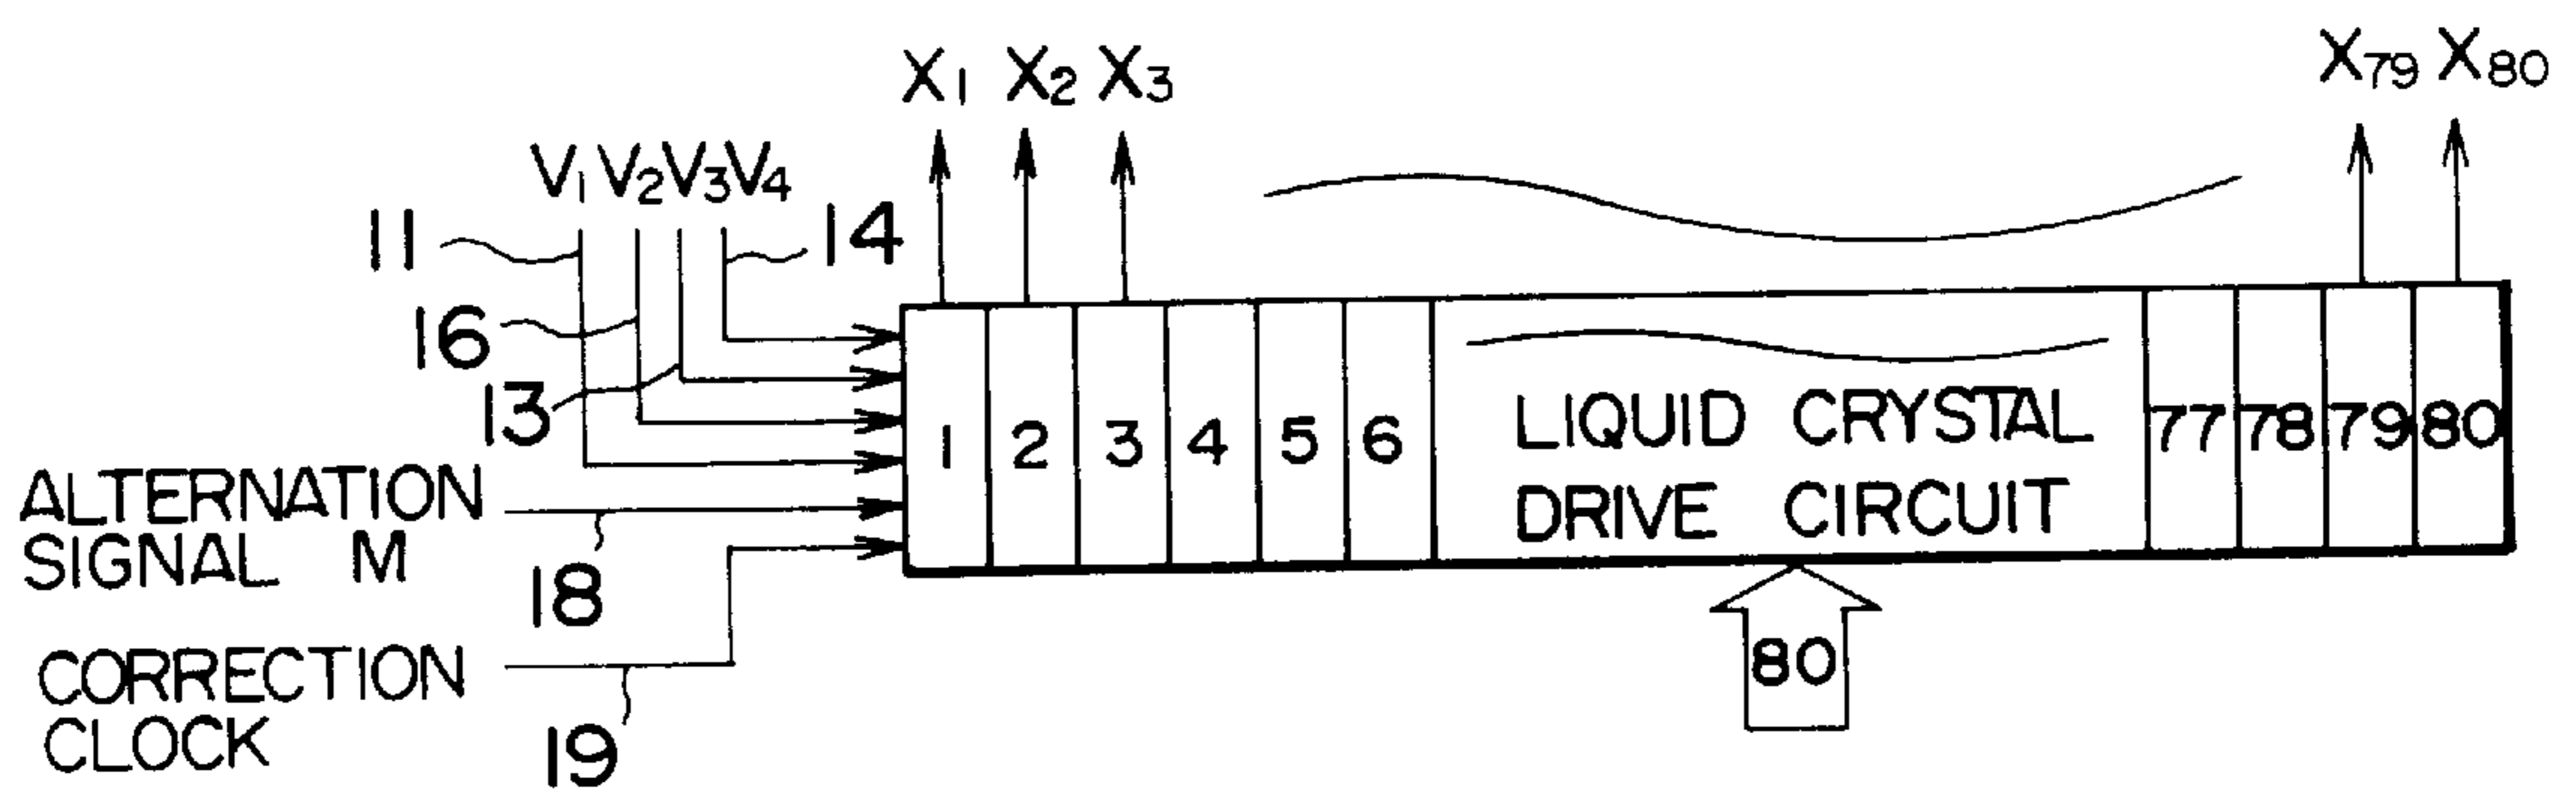 X1 X2 X3 X79 X80
V1 V2 V3 V4
11
14
16
13
1 2 3 4 5 6 77 78 79 80
LIQUID CRYSTAL
DRIVE CIRCUIT
ALTERNATION
SIGNAL M
18
80
CORRECTION
CLOCK
19